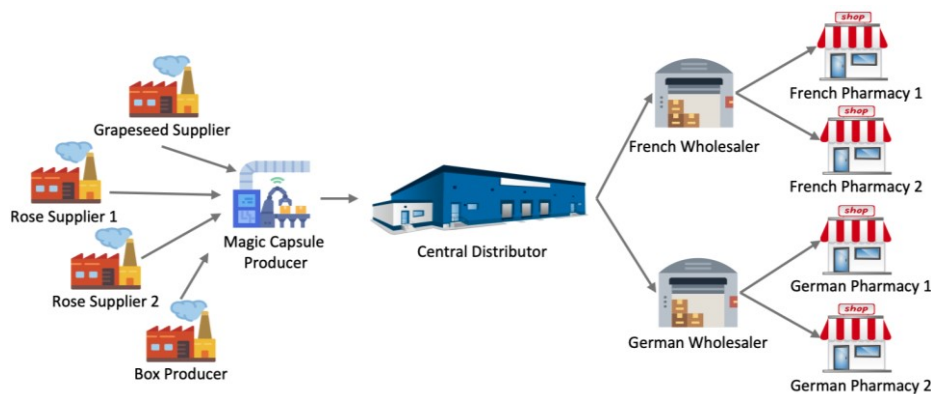 shop
French Pharmacy 1
Grapeseed Supplier
French Wholesaler
shop
French Pharmacy 2
Rose Supplier 1
Magic Capsule
Producer
Central Distributor
shop
German Pharmacy 1
Rose Supplier 2
German Wholesaler
shop
German Pharmacy 2
Box Producer